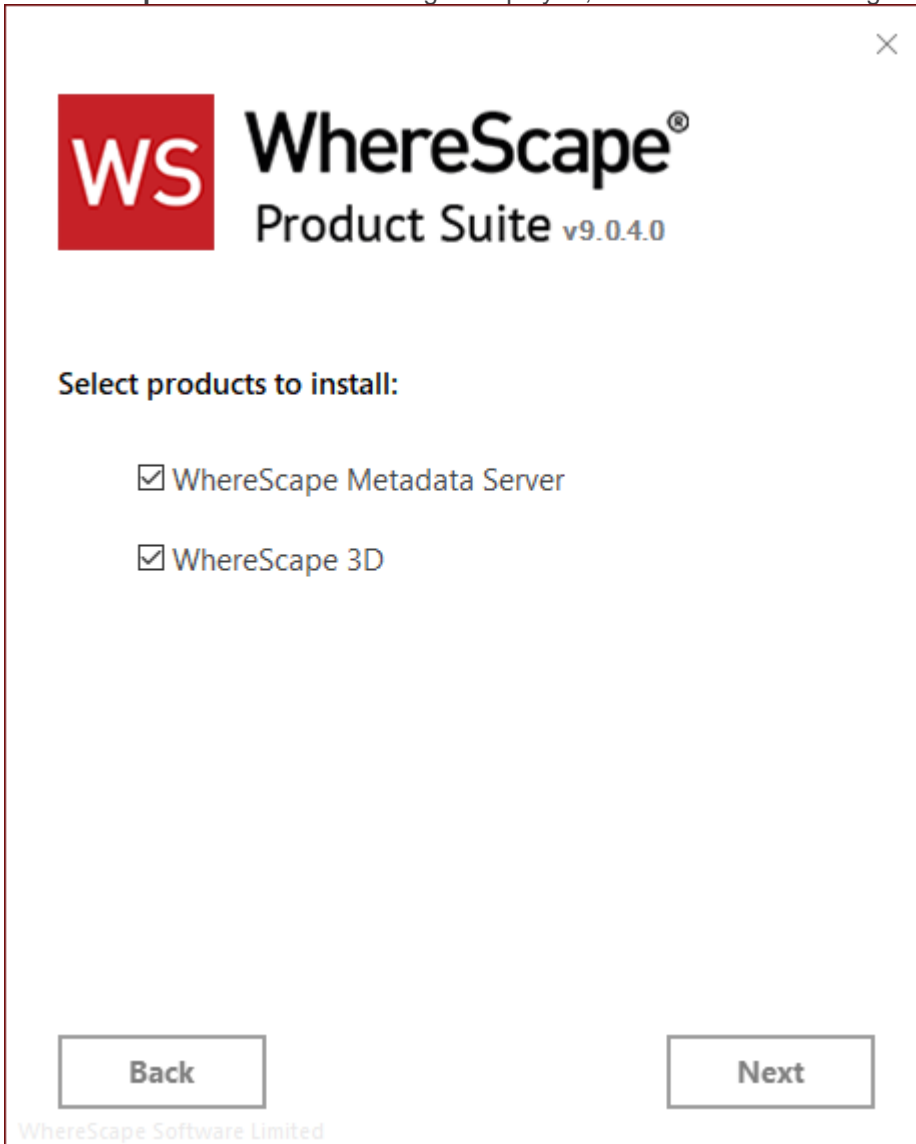 WS
WhereScape®
Product Suite v9.0.4.0
Select products to install:
WhereScape Metadata Server
WhereScape 3D
Back
Next
WhereScape Software Limited